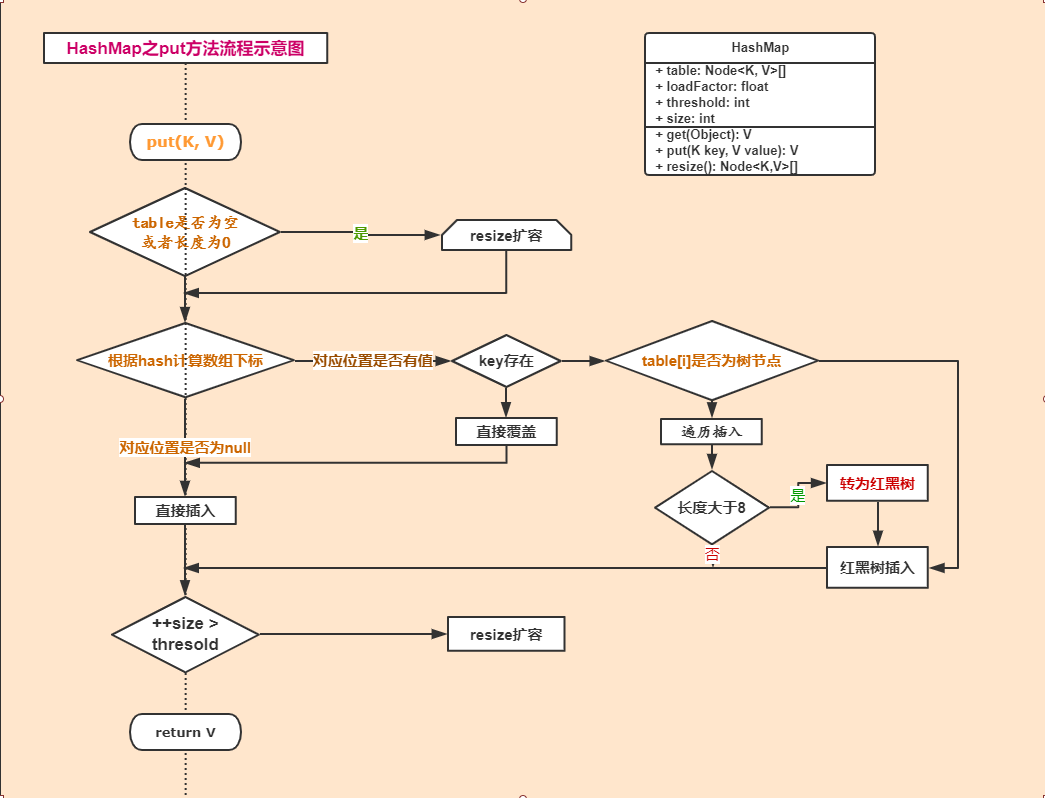 HashMap之put方法流程示意图
HashMap
+ table: Node<K, V>[]
+ loadFactor: float
+ threshold: int
+ size: int
+ get(Object): V
+ put(K key, V value): V
+ resize(): Node<K,V>[]
put(K, V)
table是否为空
或者长度为0
是
resize扩容
根据hash计算数组下标
对应位置是否有值
key存在
table[i]是否为树节点
直接覆盖
遍历插入
对应位置是否为null
直接插入
长度大于8
是
转为红黑树
否
红黑树插入
++size >
thresold
resize扩容
return V